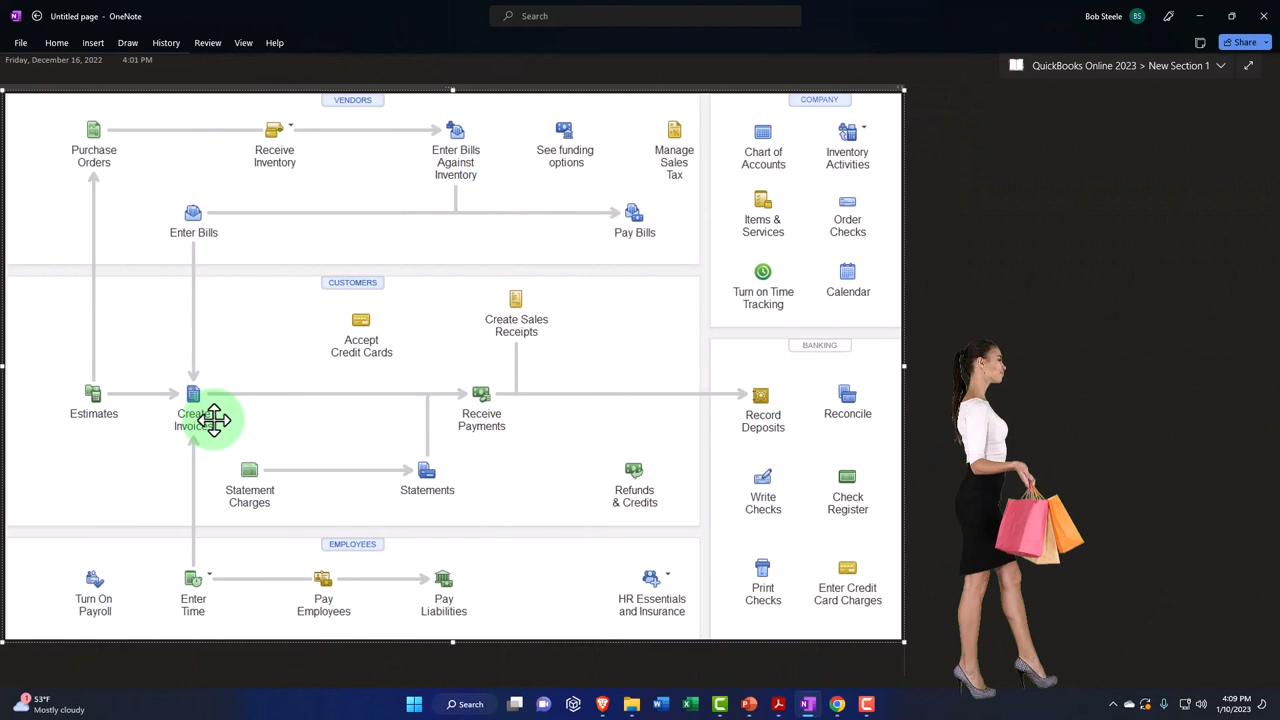 Untitled page - OneNote
Search
Bob Steele
BS
File
Home
Insert
Draw
History
Review
View
Help
Share
Friday, December 16, 2022
4:01 PM
QuickBooks Online 2023 > New Section 1
VENDORS
Purchase
Orders
Receive
Inventory
Enter Bills
Against
Inventory
See funding
options
Manage
Sales
Tax
Enter Bills
Pay Bills
CUSTOMERS
Accept
Credit Cards
Create Sales
Receipts
Estimates
Create
Invoices
Receive
Payments
Statement
Charges
Statements
Refunds
& Credits
EMPLOYEES
Turn On
Payroll
Enter
Time
Pay
Employees
Pay
Liabilities
HR Essentials
and Insurance
COMPANY
Chart of
Accounts
Inventory
Activities
Items &
Services
Order
Checks
Turn on Time
Tracking
Calendar
BANKING
Record
Deposits
Reconcile
Write
Checks
Check
Register
Print
Checks
Enter Credit
Card Charges
1
53°F
Mostly cloudy
Search
4:09 PM
1/10/2023